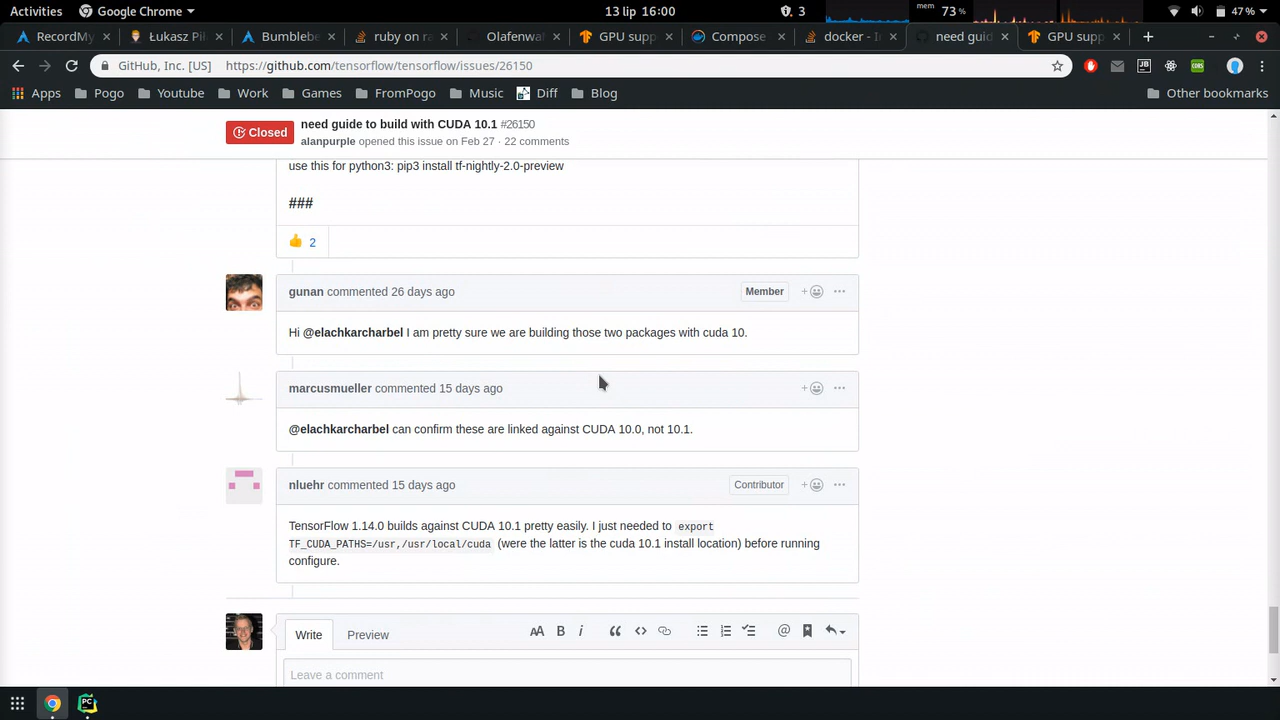 Activities Google Chrome 13 lip 16:00 3 mem 73 % 47 %
RecordMy Łukasz Pi Bumbleb ruby on ra Olafenwa GPU supp Compose docker - In need guid GPU supp
GitHub, Inc. [US] https://github.com/tensorflow/tensorflow/issues/26150
Apps Pogo Youtube Work Games FromPogo Music Diff Blog Other bookmarks
Closed need guide to build with CUDA 10.1 #26150
alanpurple opened this issue on Feb 27 · 22 comments
use this for python3: pip3 install tf-nightly-2.0-preview
###
👍 2
gunan commented 26 days ago Member
Hi @elachkarcharbel I am pretty sure we are building those two packages with cuda 10.
marcusmueller commented 15 days ago
@elachkarcharbel can confirm these are linked against CUDA 10.0, not 10.1.
nluehr commented 15 days ago Contributor
TensorFlow 1.14.0 builds against CUDA 10.1 pretty easily. I just needed to export
TF_CUDA_PATHS=/usr,/usr/local/cuda (were the latter is the cuda 10.1 install location) before running
configure.
Write Preview
Leave a comment